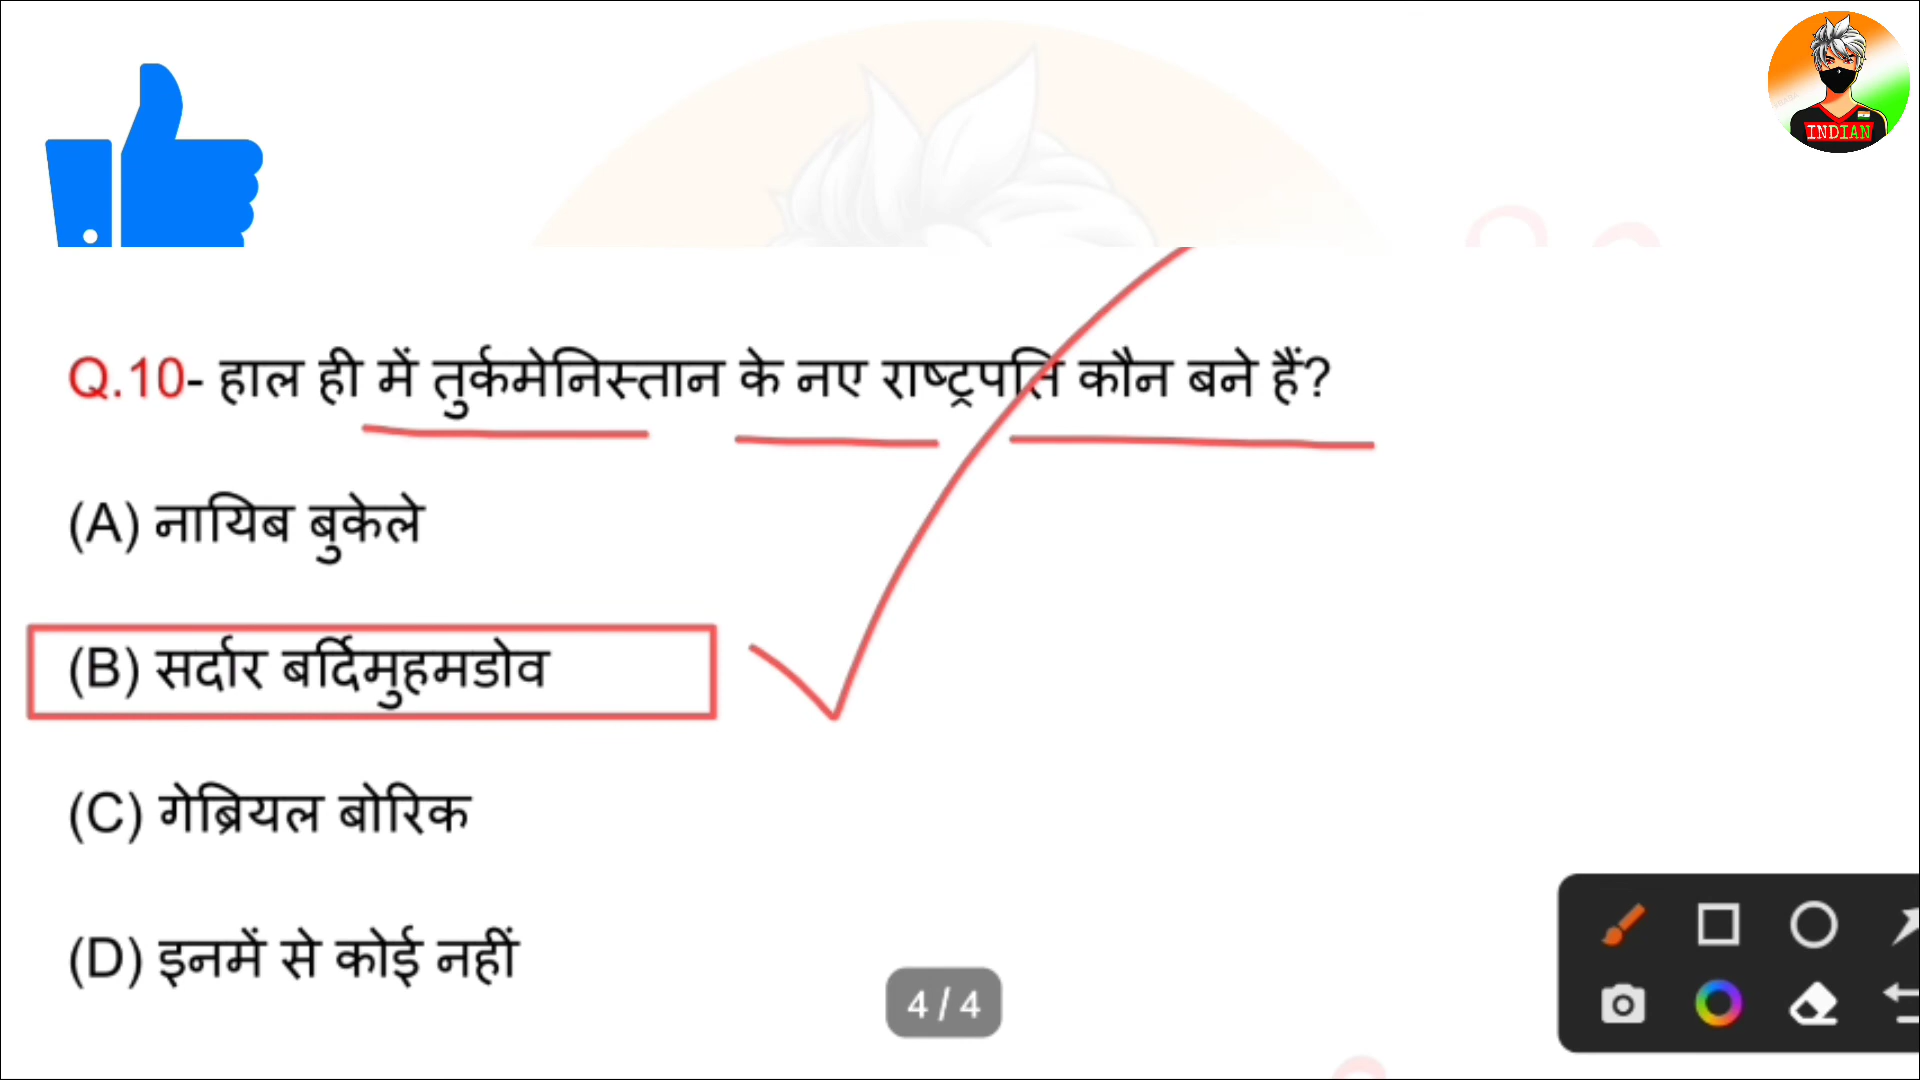 INDIAN
Q.10- हाल ही में तुर्कमेनिस्तान के नए राष्ट्रपति कौन बने हैं?
(A) नायिब बुकेले
(B) सर्दार बर्दिमुहमडोव
(C) गेब्रियल बोरिक
(D) इनमें से कोई नहीं
4 / 4